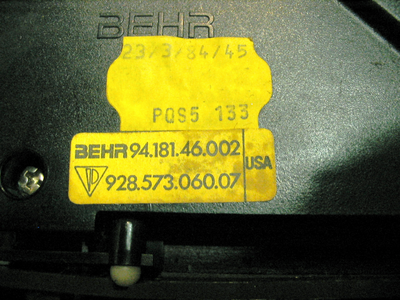 BEHR
23/3/84/45
PQS5 133
BEHR 94.181.46.002
928.573.060.07
USA